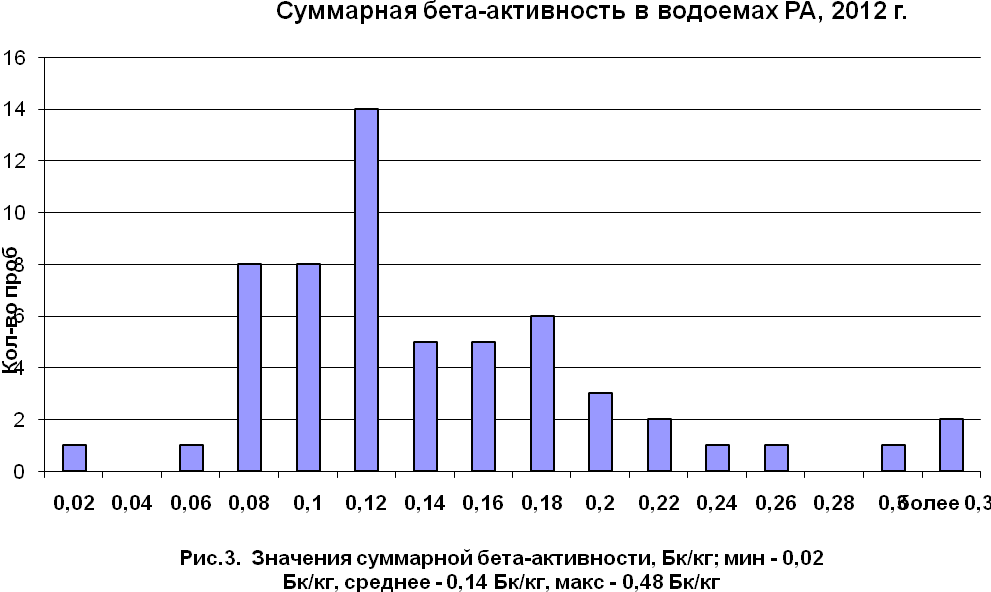 Суммарная бета-активность в водоемах РА, 2012 г.
16
14
12
10
8
6
4
2
0
Кол-во проб
0,02 0,04 0,06 0,08 0,1 0,12 0,14 0,16 0,18 0,2 0,22 0,24 0,26 0,28 0,3 более 0,3
Рис.3. Значения суммарной бета-активности, Бк/кг; мин - 0,02
Бк/кг, среднее - 0,14 Бк/кг, макс - 0,48 Бк/кг